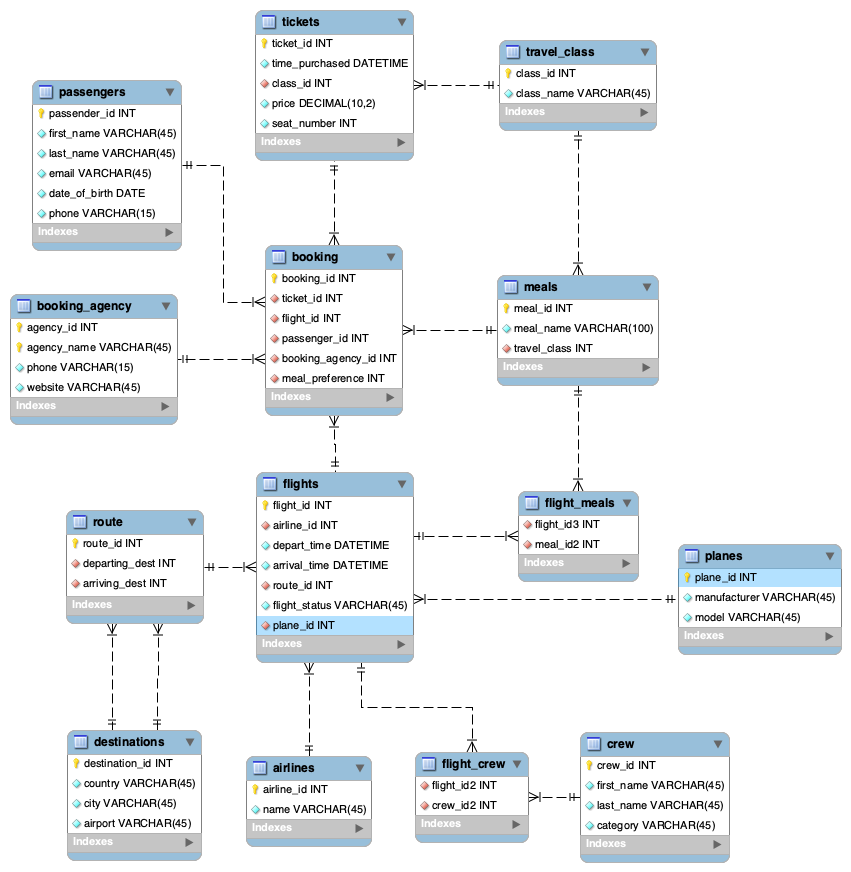 tickets
ticket_id INT
time_purchased DATETIME
class_id INT
price DECIMAL(10,2)
seat_number INT
Indexes
travel_class
class_id INT
class_name VARCHAR(45)
Indexes
passengers
passender_id INT
first_name VARCHAR(45)
last_name VARCHAR(45)
email VARCHAR(45)
date_of_birth DATE
phone VARCHAR(15)
Indexes
booking
booking_id INT
ticket_id INT
flight_id INT
passenger_id INT
booking_agency_id INT
meal_preference INT
Indexes
meals
meal_id INT
meal_name VARCHAR(100)
travel_class INT
Indexes
booking_agency
agency_id INT
agency_name VARCHAR(45)
phone VARCHAR(15)
website VARCHAR(45)
Indexes
flights
flight_id INT
airline_id INT
depart_time DATETIME
arrival_time DATETIME
route_id INT
flight_status VARCHAR(45)
plane_id INT
Indexes
flight_meals
flight_id3 INT
meal_id2 INT
Indexes
route
route_id INT
departing_dest INT
arriving_dest INT
Indexes
planes
plane_id INT
manufacturer VARCHAR(45)
model VARCHAR(45)
Indexes
destinations
destination_id INT
country VARCHAR(45)
city VARCHAR(45)
airport VARCHAR(45)
Indexes
airlines
airline_id INT
name VARCHAR(45)
Indexes
flight_crew
flight_id2 INT
crew_id2 INT
Indexes
crew
crew_id INT
first_name VARCHAR(45)
last_name VARCHAR(45)
category VARCHAR(45)
Indexes